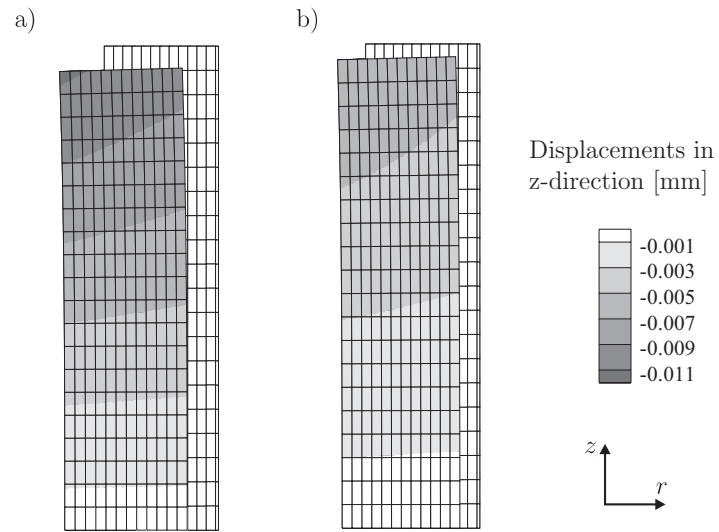 a)
b)
Displacements in
z-direction [mm]
-0.001
-0.003
-0.005
-0.007
-0.009
-0.011
z
r